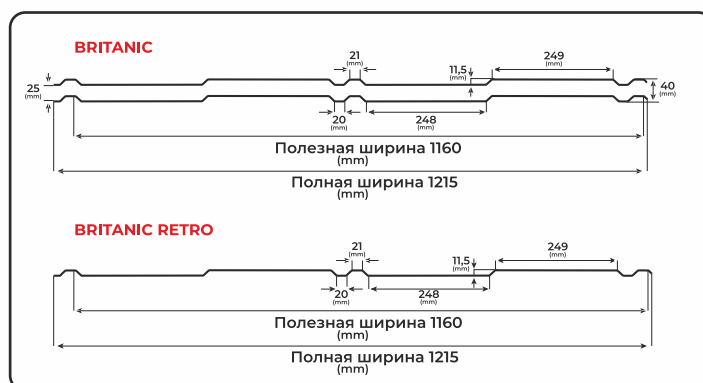 BRITANIC
21
(mm)
11,5
(mm)
249
(mm)
25
(mm)
40
(mm)
20
(mm)
248
(mm)
Полезная ширина 1160
(mm)
Полная ширина 1215
(mm)
BRITANIC RETRO
21
(mm)
11,5
(mm)
249
(mm)
20
(mm)
248
(mm)
Полезная ширина 1160
(mm)
Полная ширина 1215
(mm)